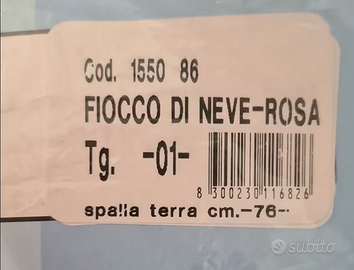 Cod. 1550 86
FIOCCO DI NEVE-ROSA
Tg. -01-
8 300230 116826
spalla terra cm.-76-
subito